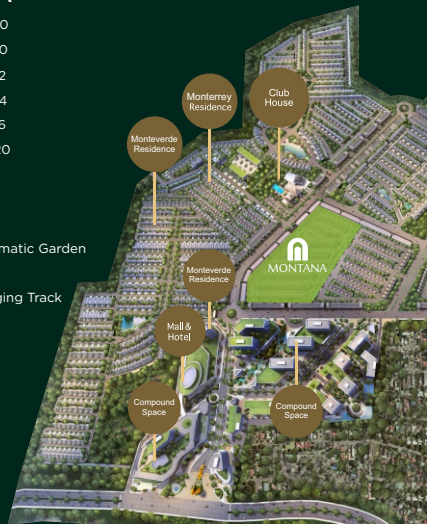 0
0
2
4
6
20
matic Garden
ging Track
Monteverde
Residence
Monterrey
Residence
Club
House
MONTANA
Monteverde
Residence
Mall &
Hotel
Compound
Space
Compound
Space